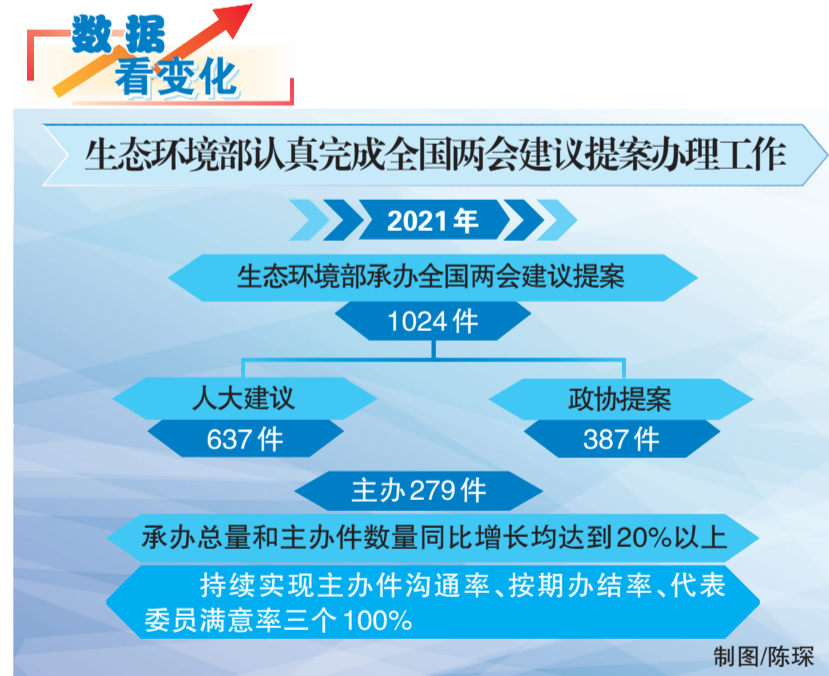 数据
看变化
生态环境部认真完成全国两会建议提案办理工作
2021年
生态环境部承办全国两会建议提案
1024件
人大建议
637件
政协提案
387件
主办279件
承办总量和主办件数量同比增长均达到20%以上
持续实现主办件沟通率、按期办结率、代表
委员满意率三个100%
制图/陈琛